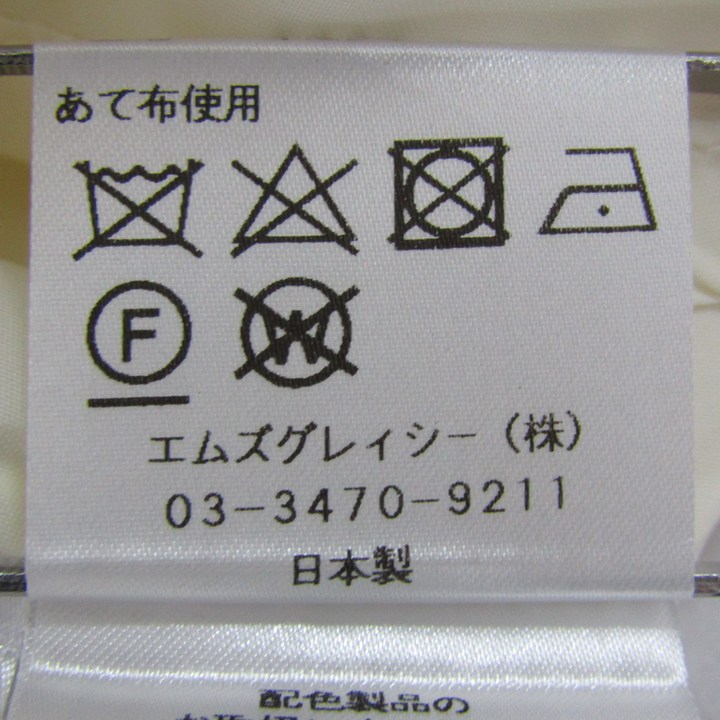 あて布使用
F
W
エムズグレイシー(株)
03-3470-9211
日本製
配色製品の